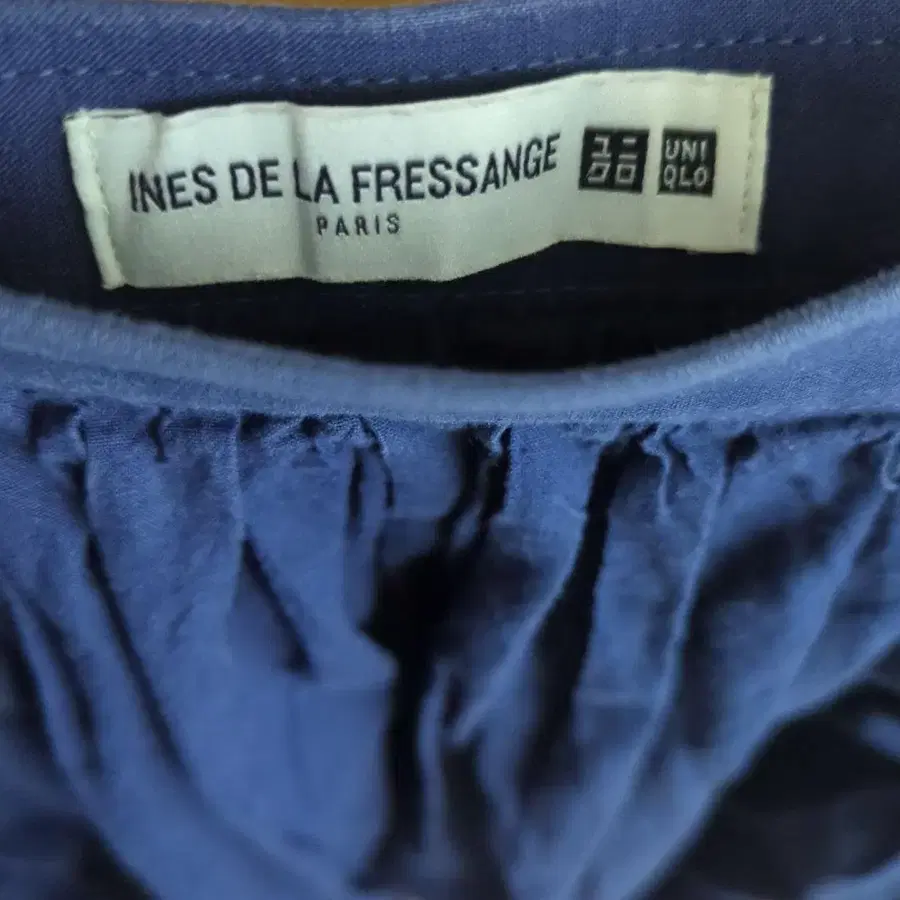 INES DE LA FRESSANGE
PARIS
ユニ
クロ
UNI
QLO